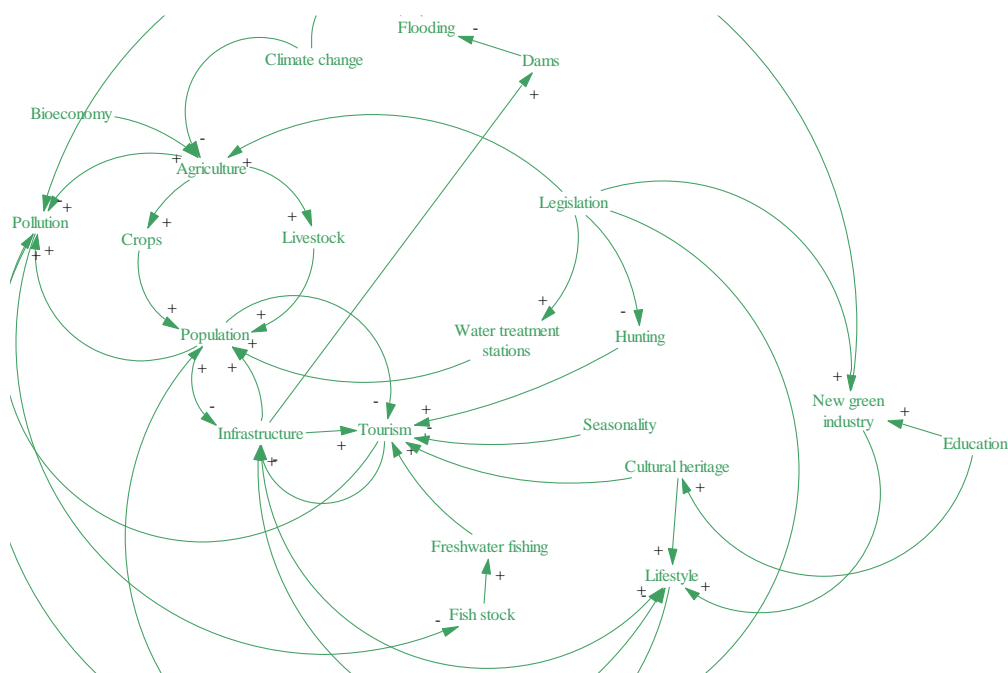 Flooding
-
Climate change
Dams
+
Bioeconomy
-
+
Agriculture
+
-
+
Legislation
Pollution
+
+
Crops
+
Livestock
+
+
+
+
Population
+
+
+
+
-
Water treatment
stations
-
Hunting
-
Infrastructure
+
Tourism
+
-
+
+
Seasonality
+
New green
industry
+
Education
+
-
Cultural heritage
+
Freshwater fishing
+
+
Lifestyle
+
-
+
Fish stock
-